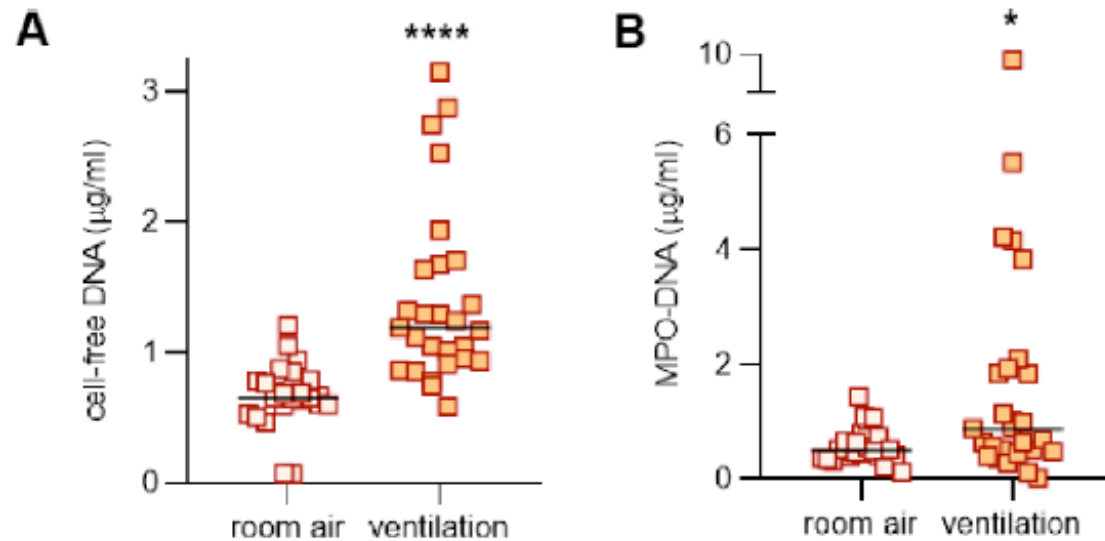 A
****
cell-free DNA (µg/ml)
3
2
1
0
room air
ventilation
B
*
MPO-DNA (µg/ml)
10
6
4
2
0
room air
ventilation